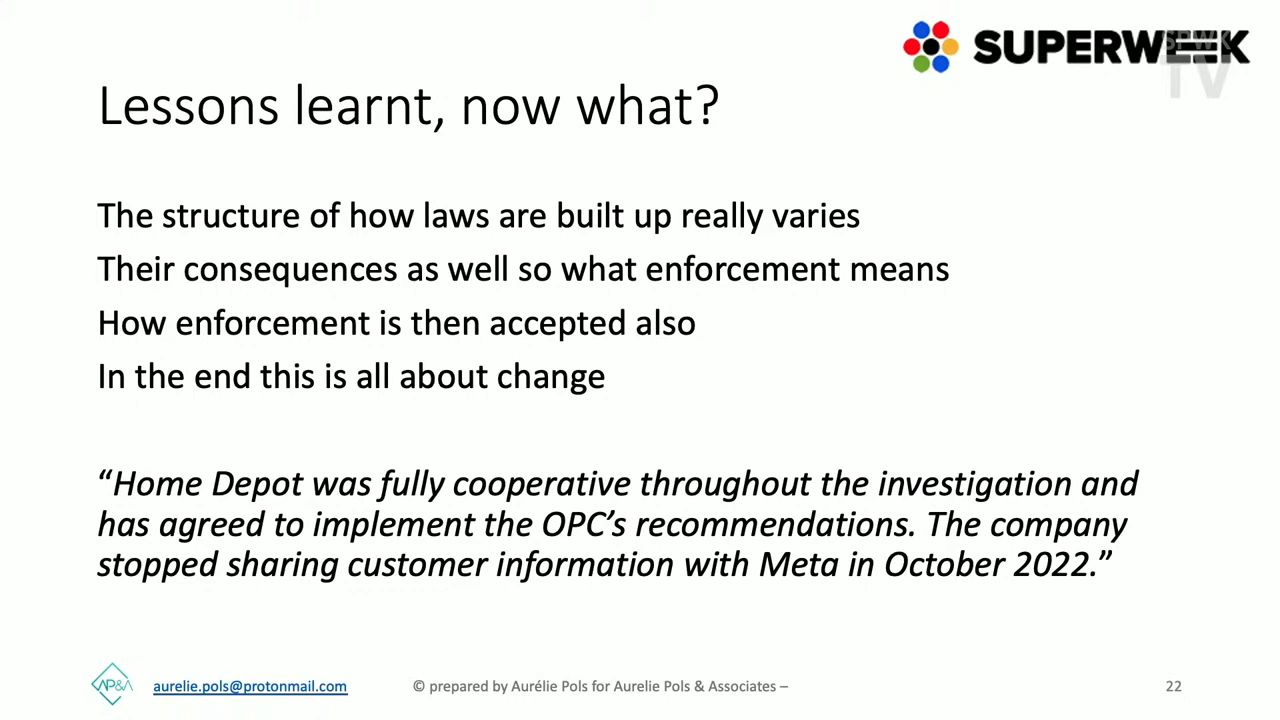 SUPERWEEK
SPWK
TV
Lessons learnt, now what?
The structure of how laws are built up really varies
Their consequences as well so what enforcement means
How enforcement is then accepted also
In the end this is all about change
“Home Depot was fully cooperative throughout the investigation and
has agreed to implement the OPC’s recommendations. The company
stopped sharing customer information with Meta in October 2022.”
AP&A
aurelie.pols@protonmail.com
© prepared by Aurélie Pols for Aurelie Pols & Associates –
22